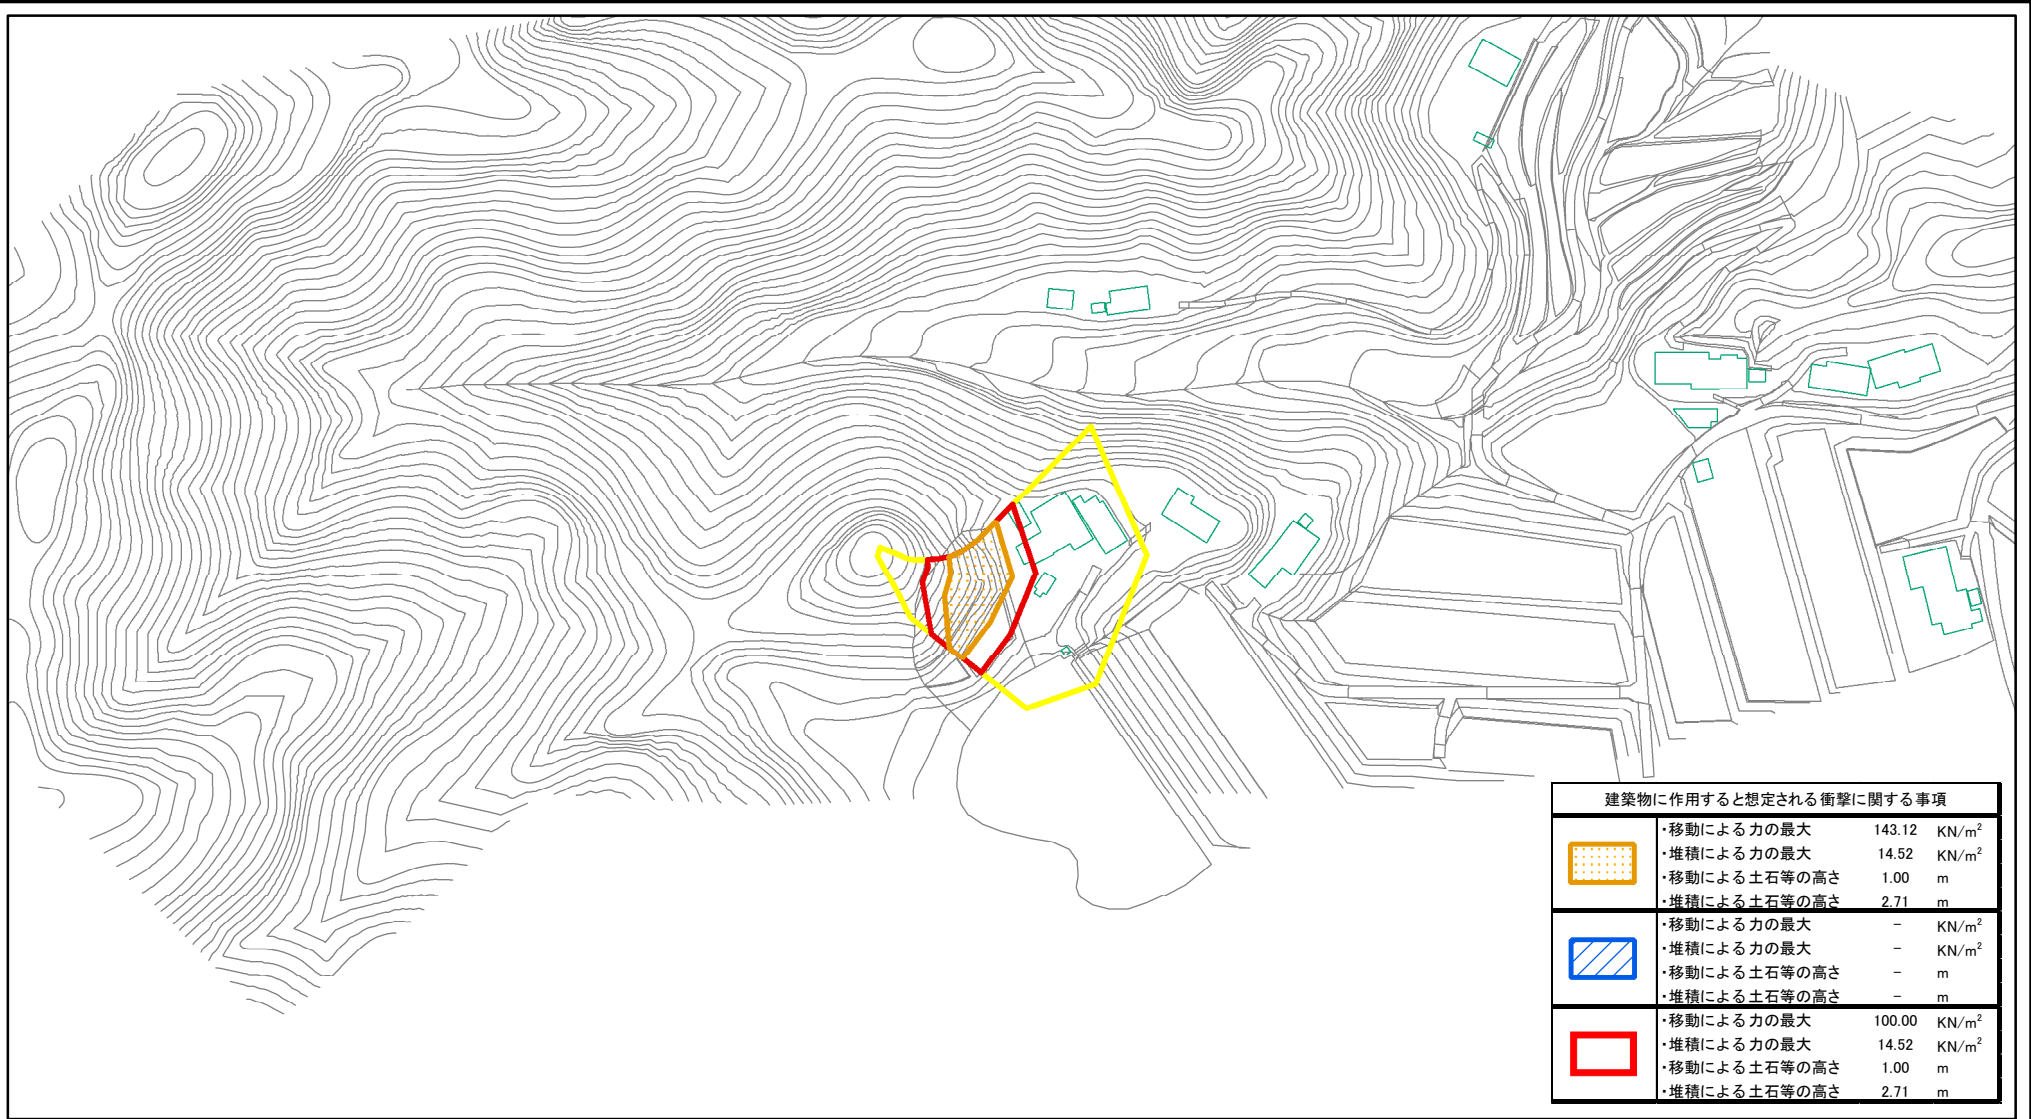 建築物に作用すると想定される衝撃に関する事項
・移動による力の最大 143.12 KN/m²
・堆積による力の最大 14.52 KN/m²
・移動による土石等の高さ 1.00 m
・堆積による土石等の高さ 2.71 m
・移動による力の最大 － KN/m²
・堆積による力の最大 － KN/m²
・移動による土石等の高さ － m
・堆積による土石等の高さ － m
・移動による力の最大 100.00 KN/m²
・堆積による力の最大 14.52 KN/m²
・移動による土石等の高さ 1.00 m
・堆積による土石等の高さ 2.71 m